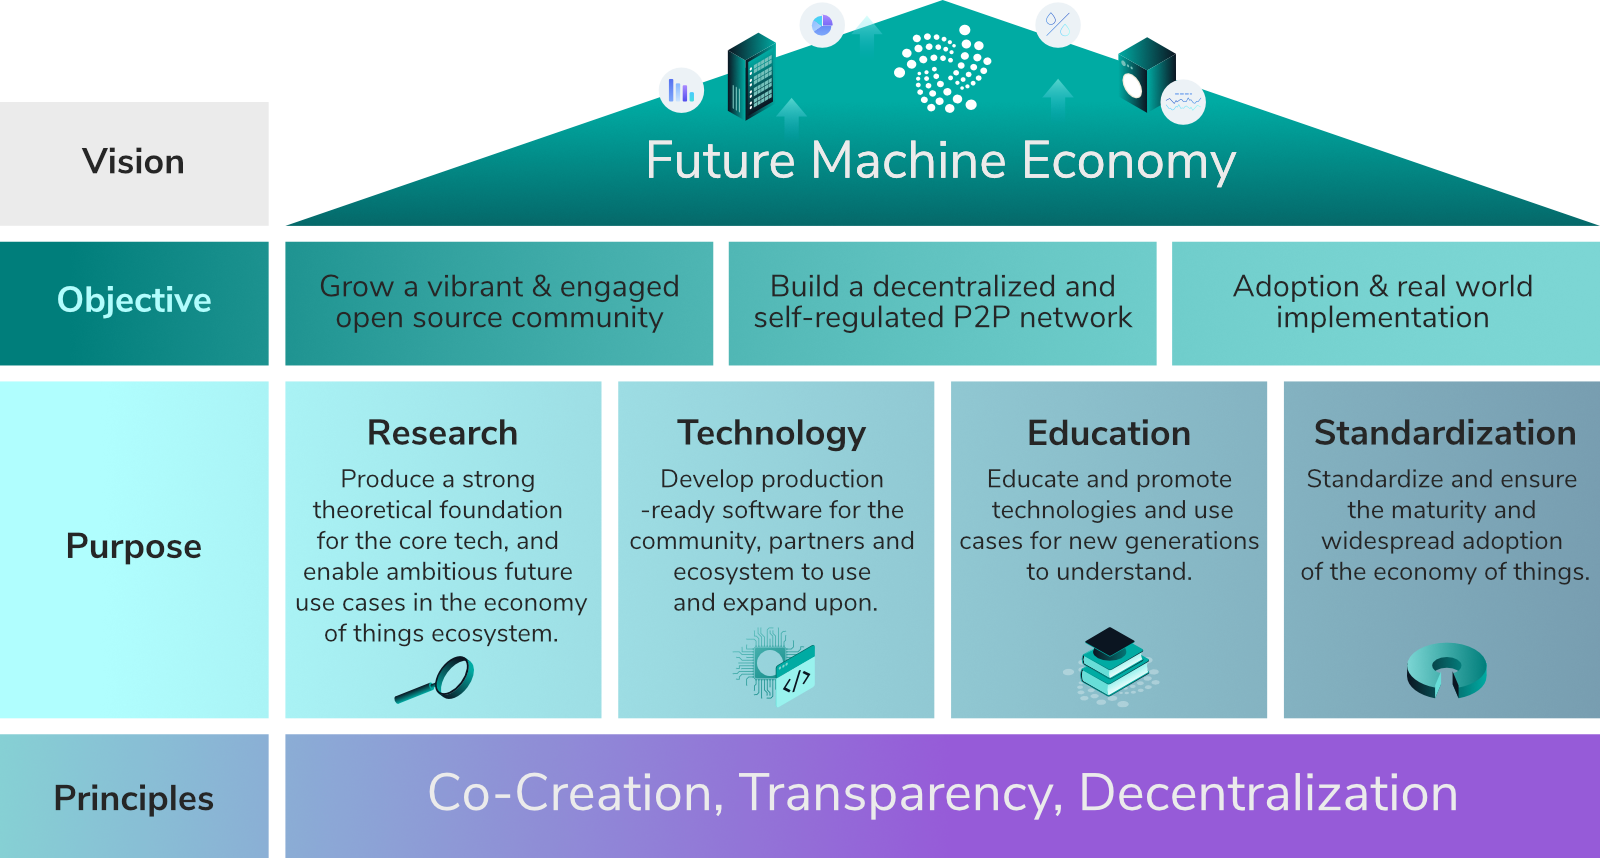 Vision
Future Machine Economy
Objective
Grow a vibrant & engaged
open source community
Build a decentralized and
self-regulated P2P network
Adoption & real world
implementation
Purpose
Research
Produce a strong
theoretical foundation
for the core tech, and
enable ambitious future
use cases in the economy
of things ecosystem.
Technology
Develop production
-ready software for the
community, partners and
ecosystem to use
and expand upon.
</>
Education
Educate and promote
technologies and use
cases for new generations
to understand.
Standardization
Standardize and ensure
the maturity and
widespread adoption
of the economy of things.
Principles
Co-Creation, Transparency, Decentralization